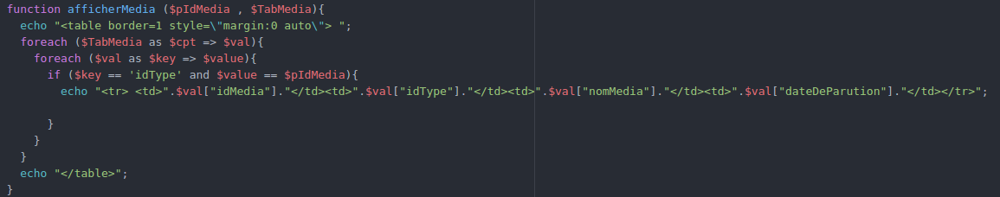 function afficherMedia ($pIdMedia , $TabMedia){
  echo "<table border=1 style=\"margin:0 auto\"> ";
  foreach ($TabMedia as $cpt => $val){
    foreach ($val as $key => $value){
      if ($key == 'idType' and $value == $pIdMedia){
        echo "<tr> <td>".$val["idMedia"]."</td><td>".$val["idType"]."</td><td>".$val["nomMedia"]."</td><td>".$val["dateDeParution"]."</td></tr>";
      }
    }
  }
  echo "</table>";
}